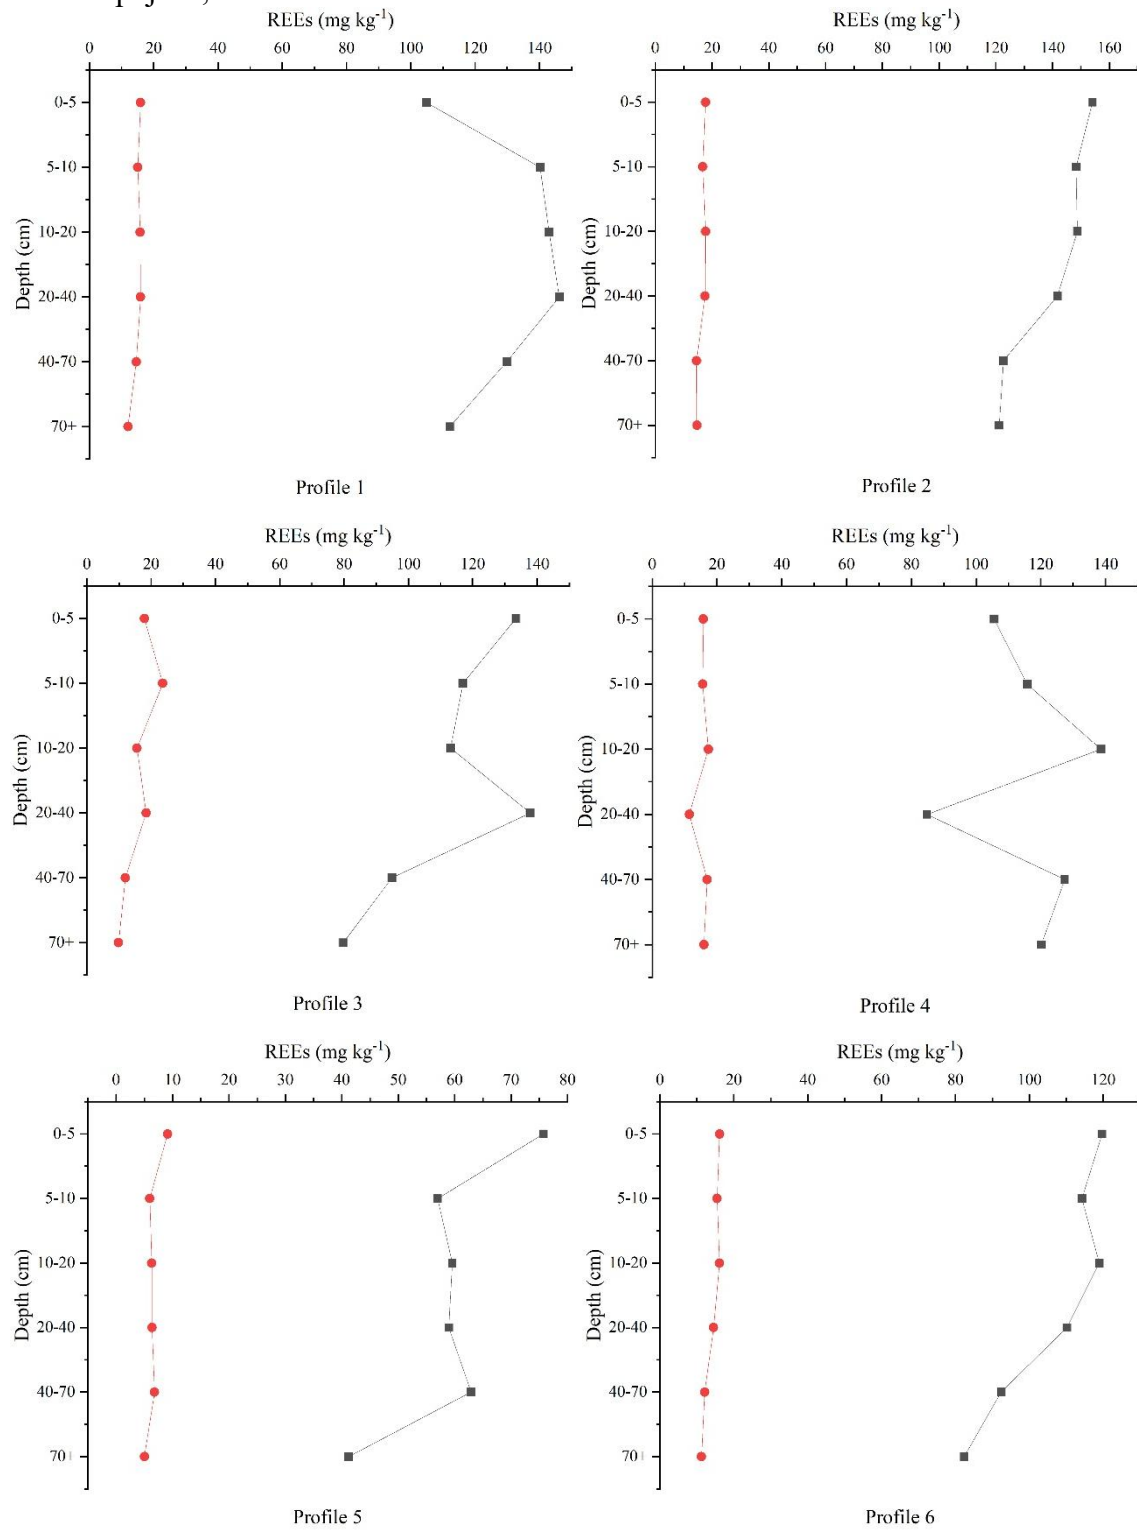 REEs (mg kg⁻¹)
0 20 40 60 80 100 120 140
Depth (cm)
0-5
5-10
10-20
20-40
40-70
70+
Profile 1
REEs (mg kg⁻¹)
0 20 40 60 80 100 120 140 160
Depth (cm)
0-5
5-10
10-20
20-40
40-70
70+
Profile 2
REEs (mg kg⁻¹)
0 20 40 60 80 100 120 140
Depth (cm)
0-5
5-10
10-20
20-40
40-70
70+
Profile 3
REEs (mg kg⁻¹)
0 20 40 60 80 100 120 140
Depth (cm)
0-5
5-10
10-20
20-40
40-70
70+
Profile 4
REEs (mg kg⁻¹)
0 10 20 30 40 50 60 70 80
Depth (cm)
0-5
5-10
10-20
20-40
40-70
70+
Profile 5
REEs (mg kg⁻¹)
0 20 40 60 80 100 120
Depth (cm)
0-5
5-10
10-20
20-40
40-70
70+
Profile 6